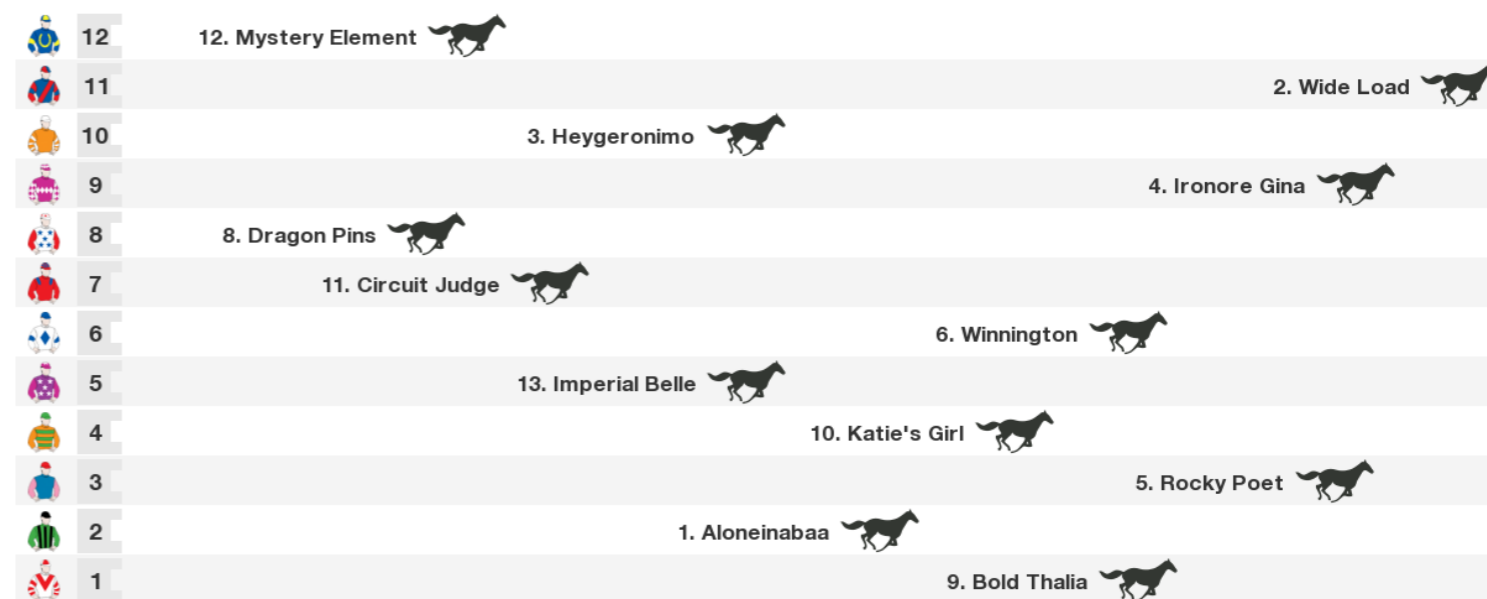 12 12. Mystery Element
11 2. Wide Load
10 3. Heygeronimo
9 4. Ironore Gina
8 8. Dragon Pins
7 11. Circuit Judge
6 6. Winnington
5 13. Imperial Belle
4 10. Katie's Girl
3 5. Rocky Poet
2 1. Aloneinabaa
1 9. Bold Thalia